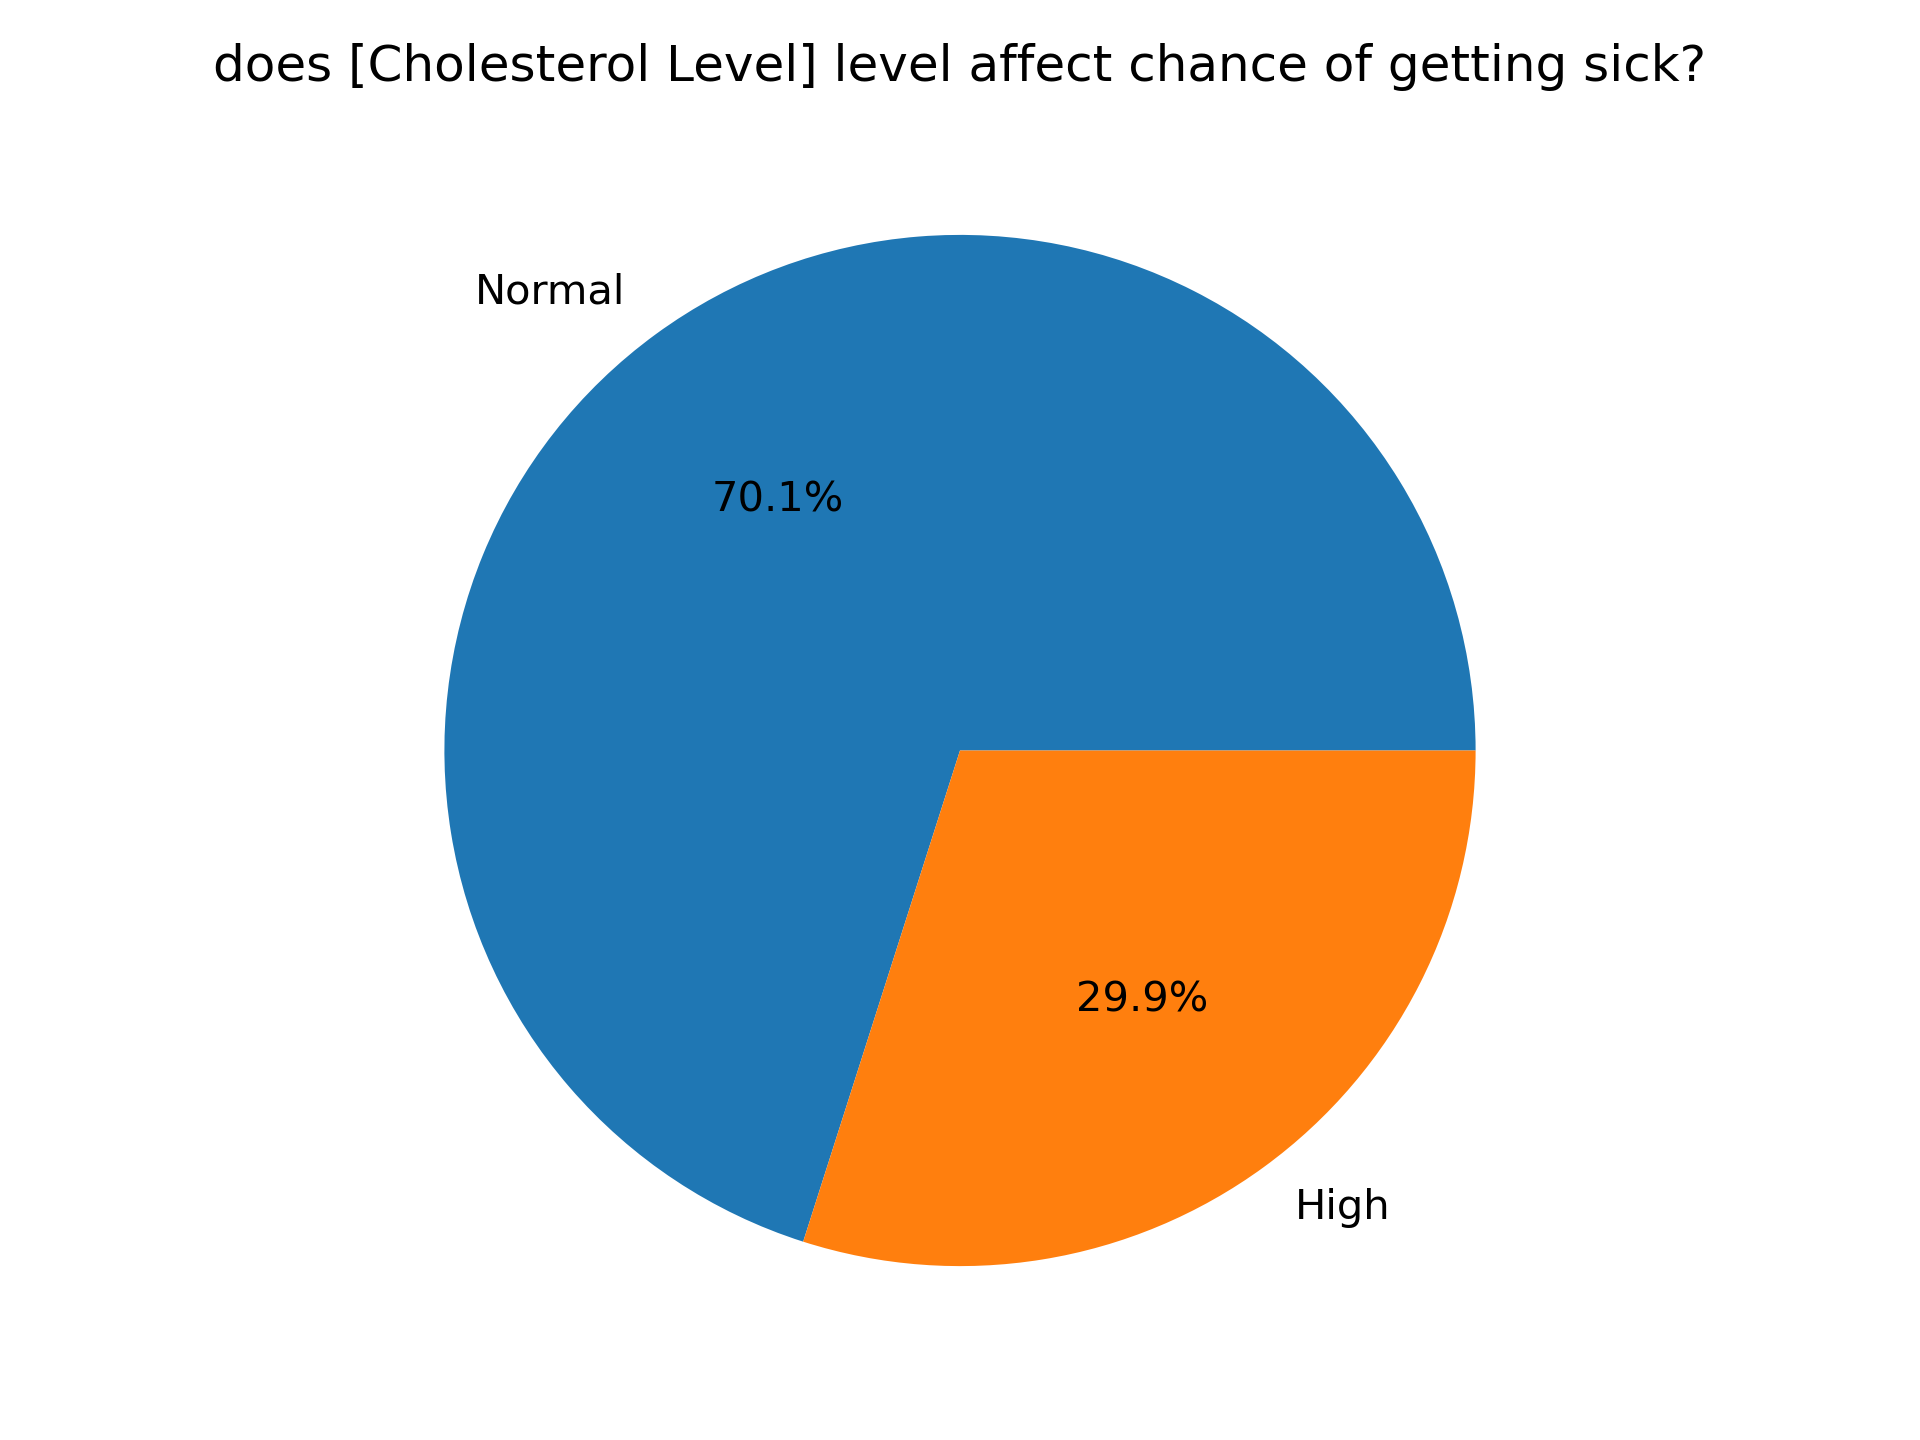 does [Cholesterol Level] level affect chance of getting sick?
Normal
70.1%
29.9%
High